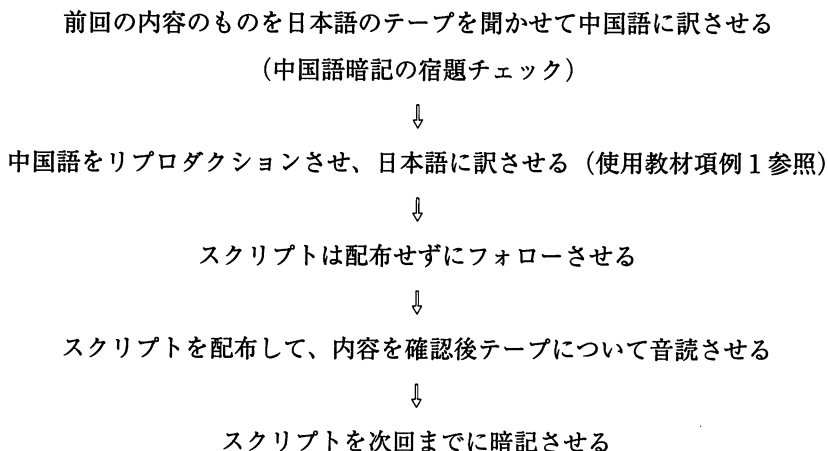 前回の内容のものを日本語のテープを聞かせて中国語に訳させる
（中国語暗記の宿題チェック）
⇩
中国語をリプロダクションさせ、日本語に訳させる（使用教材項例１参照）
⇩
スクリプトは配布せずにフォローさせる
⇩
スクリプトを配布して、内容を確認後テープについて音読させる
⇩
スクリプトを次回までに暗記させる